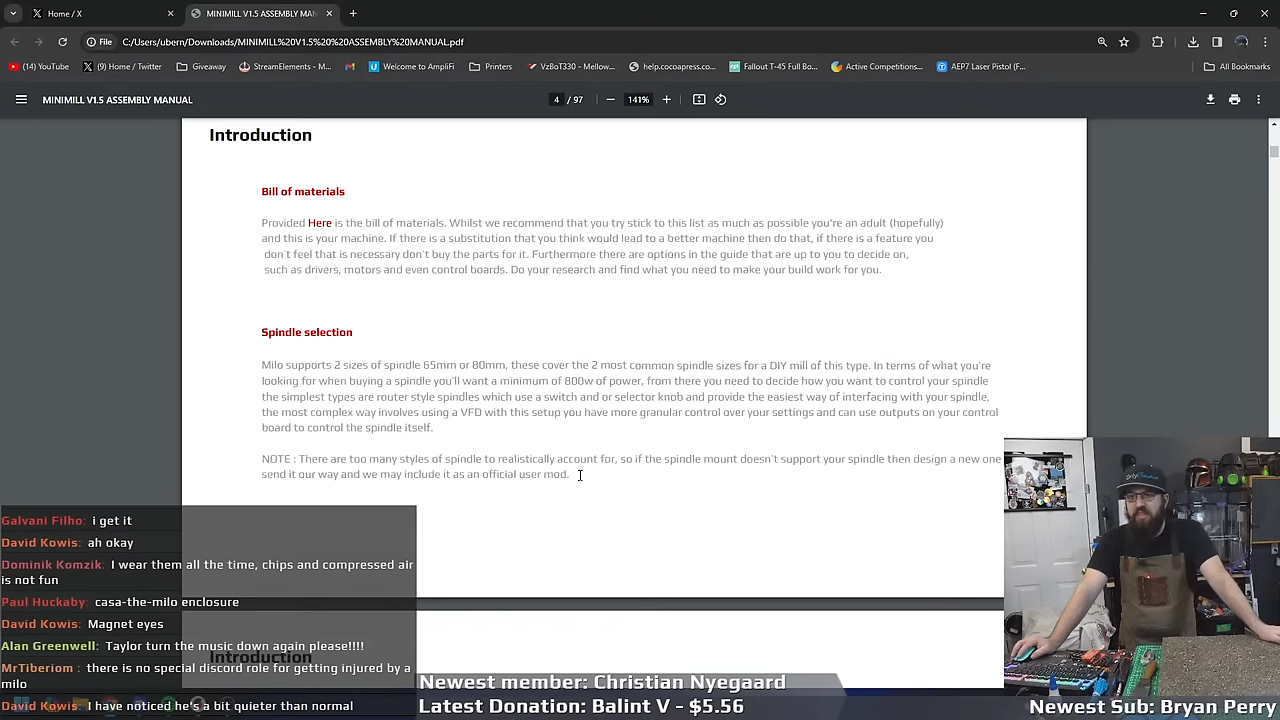 Home / X
MINIMILL V1.5 ASSEMBLY MAN
File C:/Users/ubern/Downloads/MINIMILL%20V1.5%20%20ASSEMBLY%20MANUAL.pdf
(14) YouTube
(9) Home / Twitter
Giveaway
StreamElements - M...
Welcome to AmpliFi
Printers
VzBoT330 - Mellow...
help.cocoapress.co...
Fallout T-45 Full Bo...
Active Competitions...
AEP7 Laser Pistol (F...
All Bookmarks
MINIMILL V1.5 ASSEMBLY MANUAL
4 / 97
141%
Introduction
Bill of materials
Provided Here is the bill of materials. Whilst we recommend that you try stick to this list as much as possible you're an adult (hopefully)
and this is your machine. If there is a substitution that you think would lead to a better machine then do that, if there is a feature you
don't feel that is necessary don't buy the parts for it. Furthermore there are options in the guide that are up to you to decide on,
such as drivers, motors and even control boards. Do your research and find what you need to make your build work for you.
Spindle selection
Milo supports 2 sizes of spindle 65mm or 80mm, these cover the 2 most common spindle sizes for a DIY mill of this type. In terms of what you're
looking for when buying a spindle you'll want a minimum of 800w of power, from there you need to decide how you want to control your spindle
the simplest types are router style spindles which use a switch and or selector knob and provide the easiest way of interfacing with your spindle,
the most complex way involves using a VFD with this setup you have more granular control over your settings and can use outputs on your control
board to control the spindle itself.
NOTE : There are too many styles of spindle to realistically account for, so if the spindle mount doesn't support your spindle then design a new one
send it our way and we may include it as an official user mod.
Galvani Filho: i get it
David Kowis: ah okay
Dominik Komzik: I wear them all the time, chips and compressed air
is not fun
Paul Huckaby: casa-the-milo enclosure
David Kowis: Magnet eyes
Alan Greenwell: Taylor turn the music down again please!!!!
MrTiberiom : there is no special discord role for getting injured by a
milo
David Kowis: I have noticed he's a bit quieter than normal
Introduction
Newest member: Christian Nyegaard
Latest Donation: Balint V - $5.56
Newest Sub: Bryan Perry